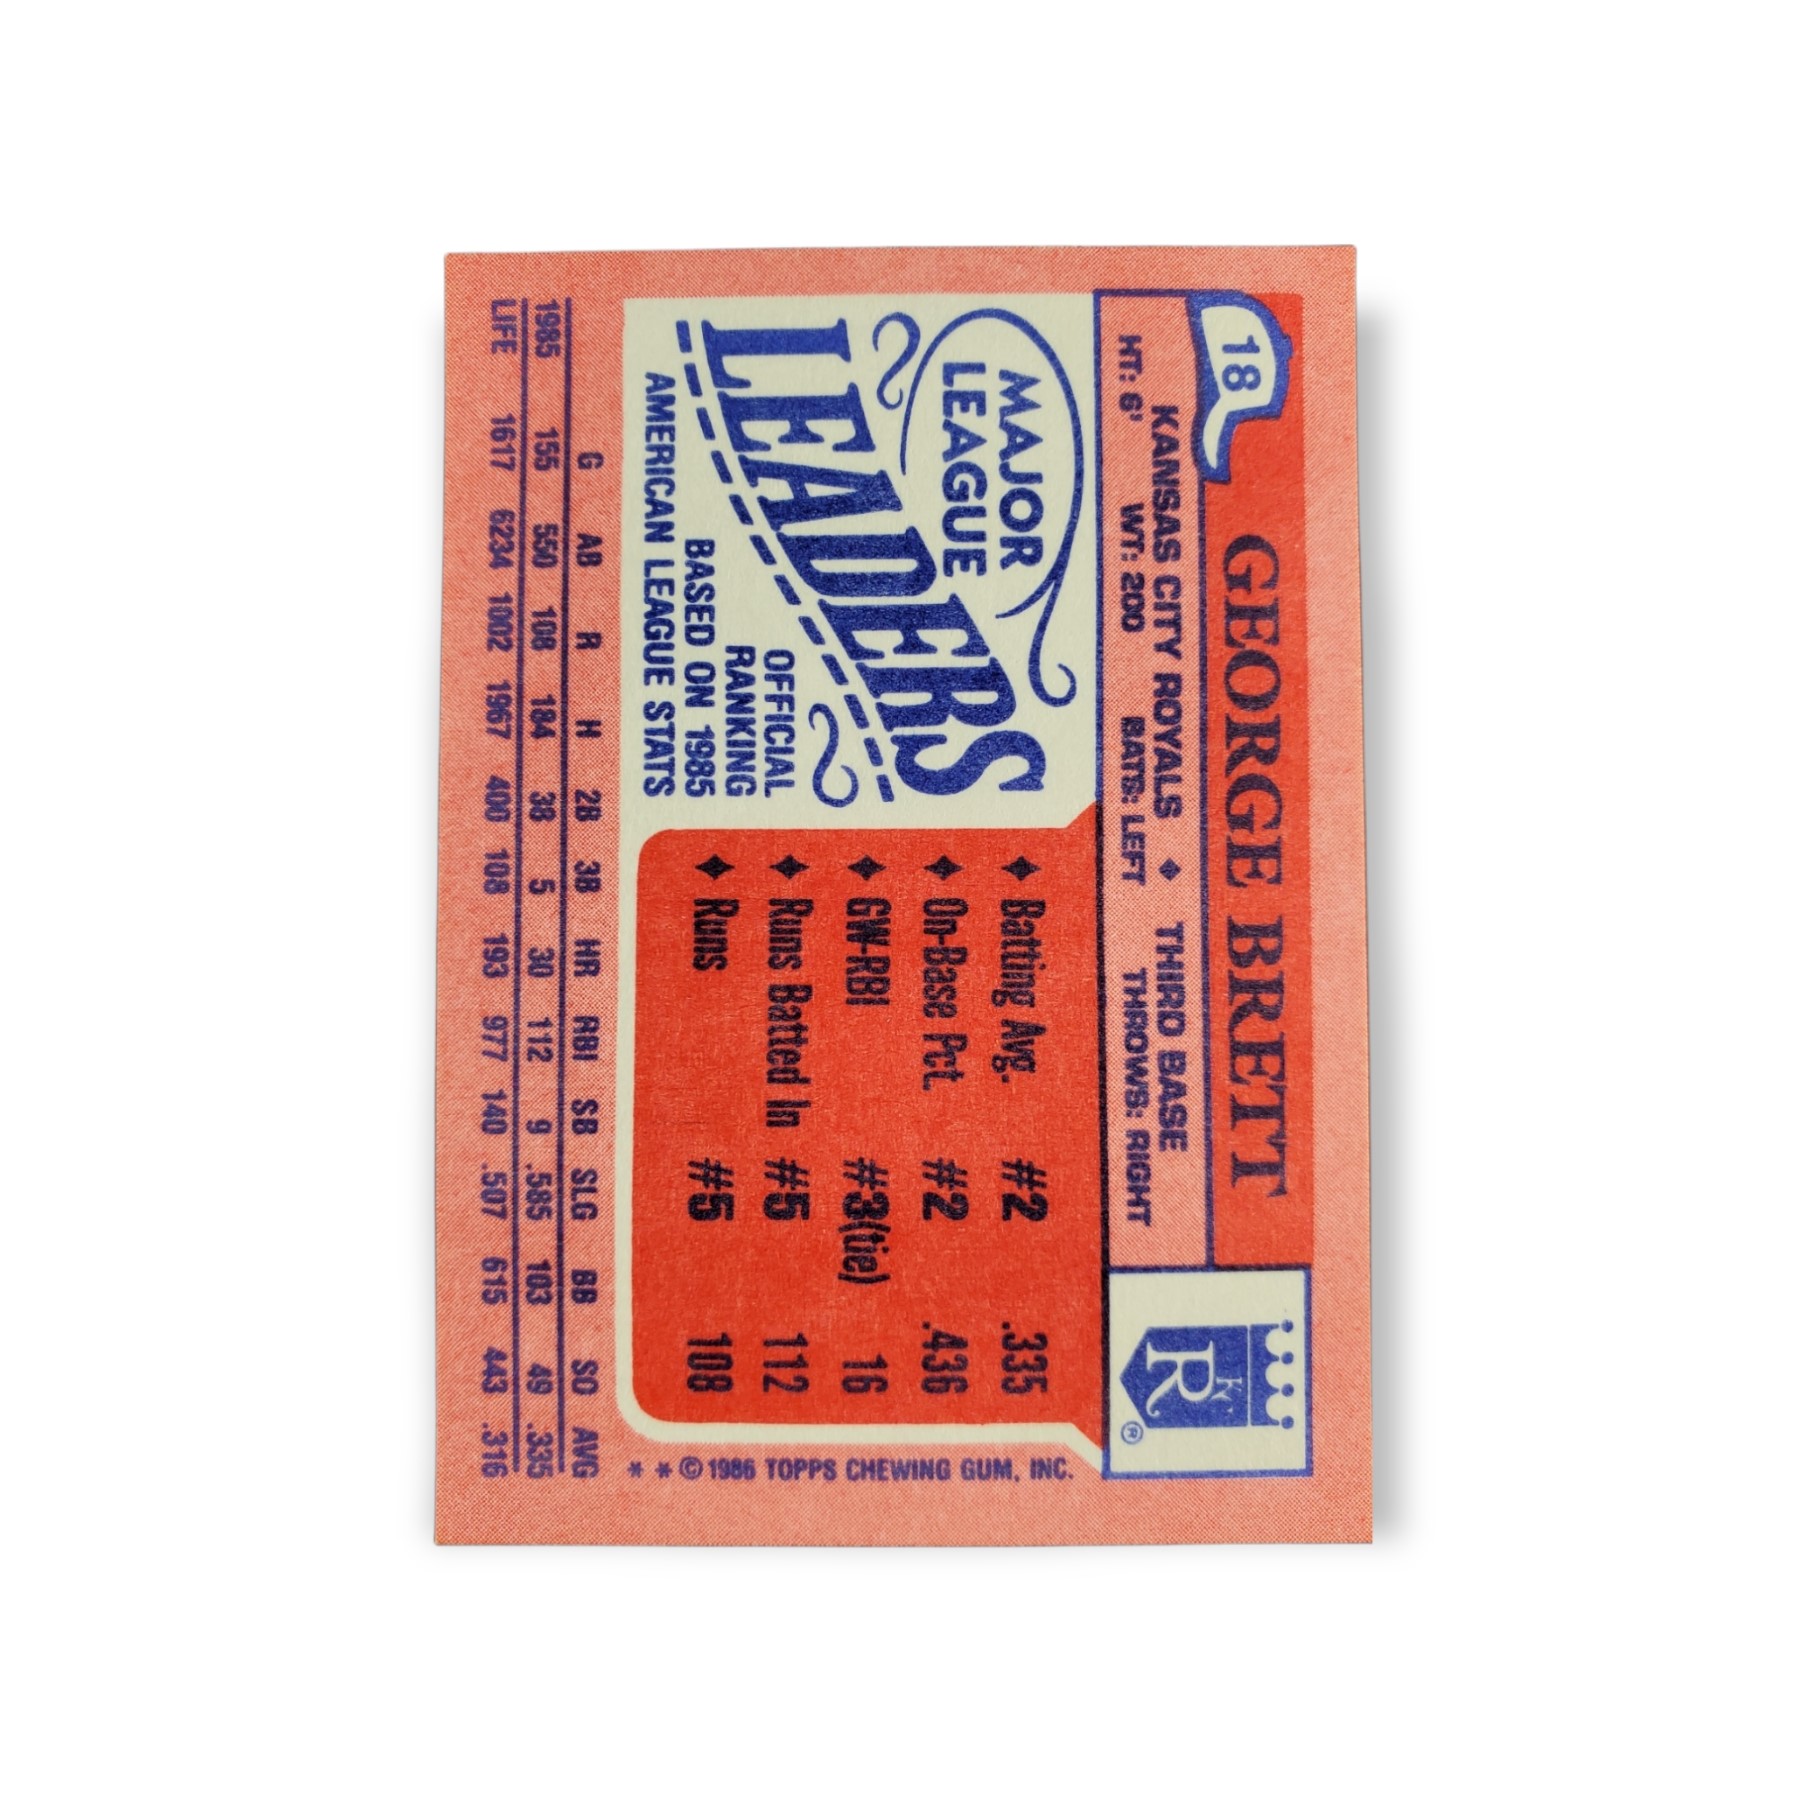 18
GEORGE BRETT
KANSAS CITY ROYALS ♦ THIRD BASE
HT: 6' WT: 200 BATS: LEFT THROWS: RIGHT
KC
R
®
MAJOR
LEAGUE
LEADERS
OFFICIAL
RANKING
BASED ON 1985
AMERICAN LEAGUE STATS
♦ Batting Avg. #2 .335
♦ On-Base Pct. #2 .436
♦ GW-RBI #3(tie) 16
♦ Runs Batted In #5 112
♦ Runs #5 108
* * © 1986 TOPPS CHEWING GUM, INC.
G AB R H 2B 3B HR RBI SB SLG BB SO AVG
1985 155 550 108 184 38 5 30 112 9 .585 103 49 .335
LIFE 1617 6234 1002 1967 400 108 193 977 140 .507 615 443 .316